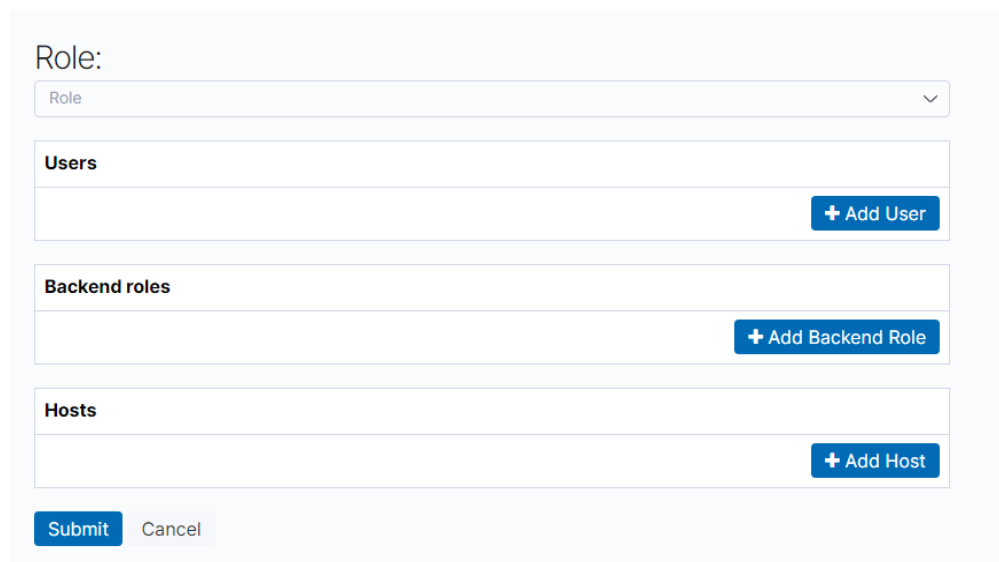 Role:
Role
Users
Add User
Backend roles
Add Backend Role
Hosts
Add Host
Submit Cancel